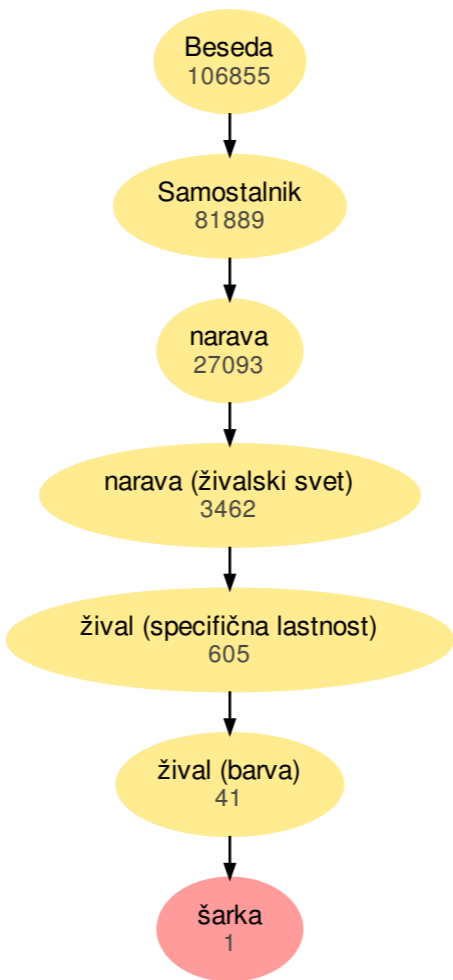 Beseda
106855
Samostalnik
81889
narava
27093
narava (živalski svet)
3462
žival (specifična lastnost)
605
žival (barva)
41
šarka
1